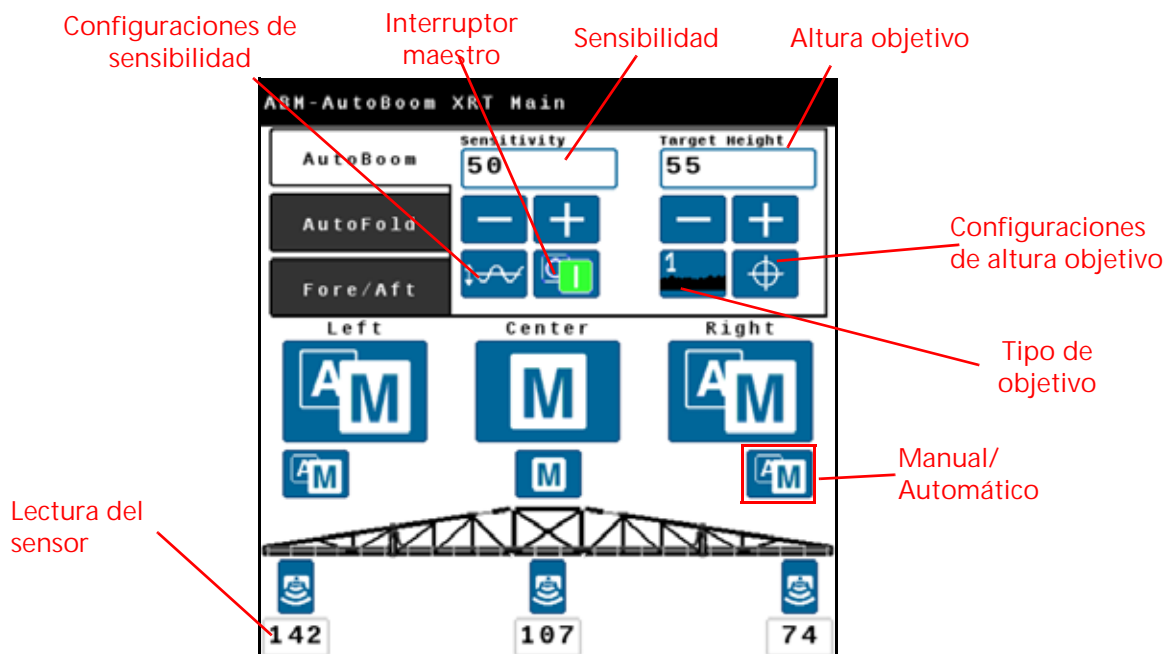 Configuraciones de
sensibilidad
Interruptor
maestro
Sensibilidad
Altura objetivo
ABM-AutoBoom XRT Main
AutoBoom
Sensitivity
50
Target Height
55
AutoFold
1
Fore/Aft
Configuraciones
de altura objetivo
Left
Center
Right
A M
M
A M
Tipo de
objetivo
A M
M
A M
Manual/
Automático
Lectura del
sensor
142
107
74